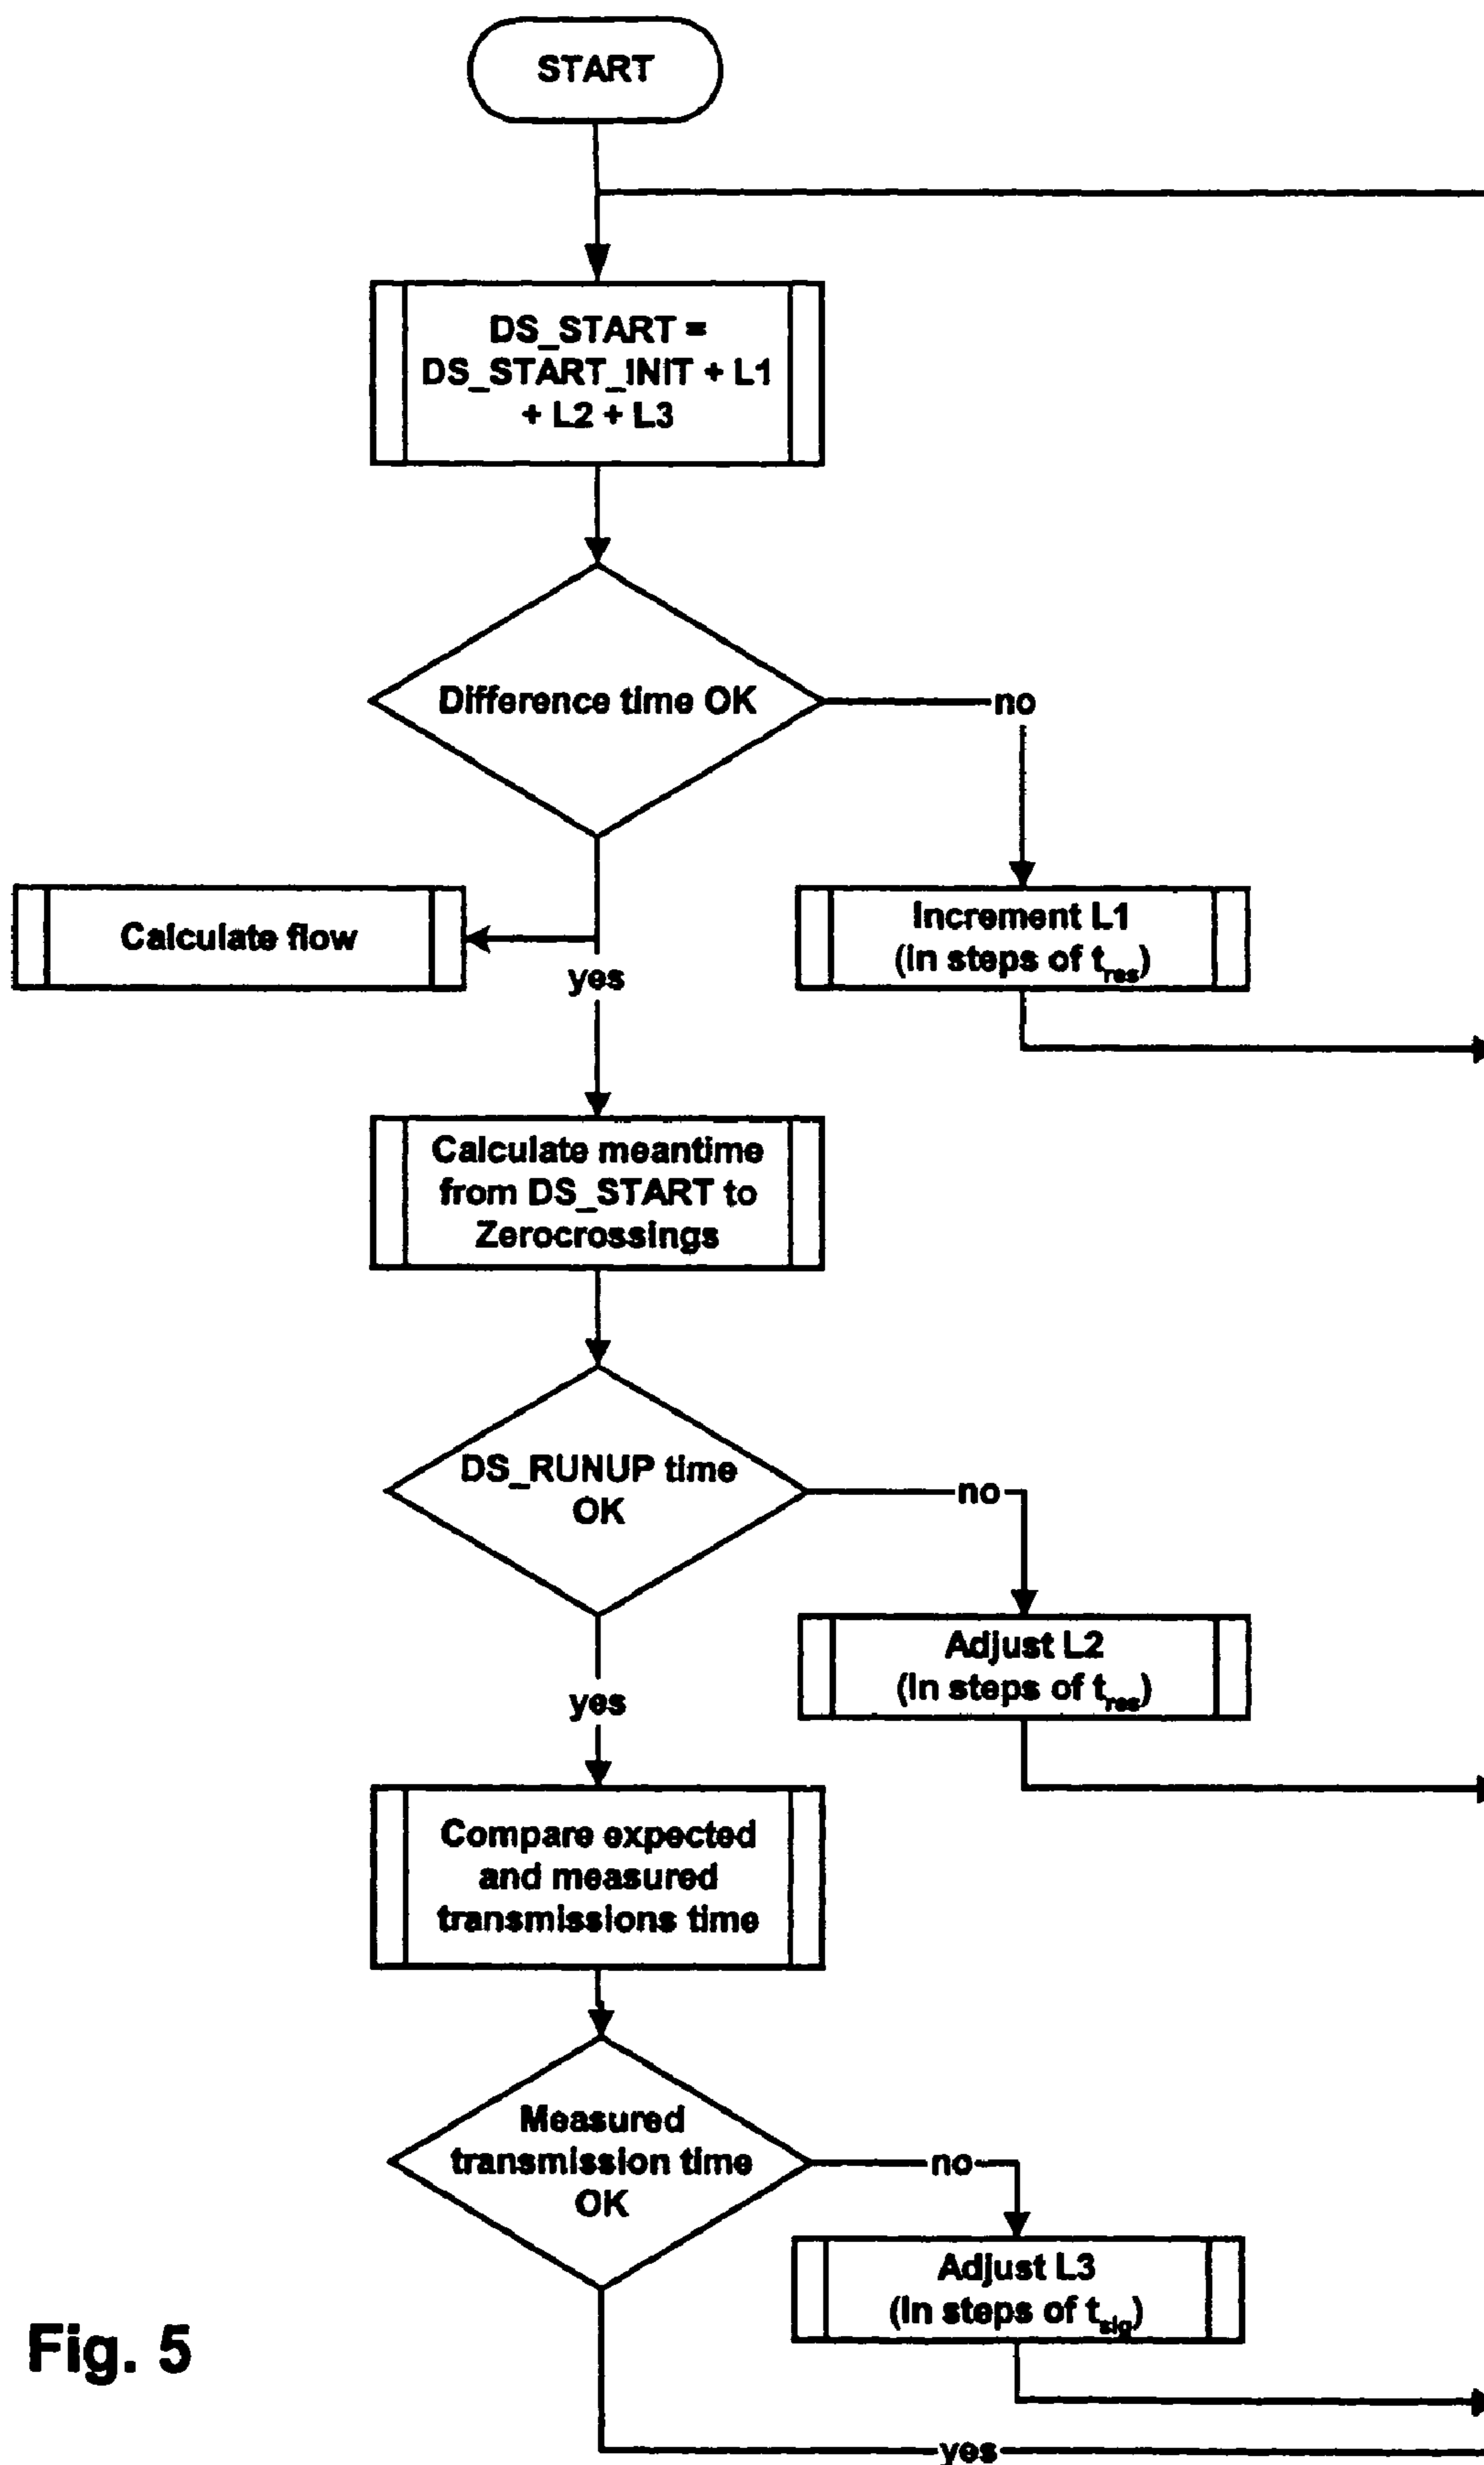 START
DS_START =
DS_START_INIT + L1
+ L2 + L3
Difference time OK
no
Calculate flow
yes
Increment L1
(in steps of t_res)
Calculate meantime
from DS_START to
Zerocrossings
DS_RUNUP time
OK
no
Adjust L2
(in steps of t_res)
yes
Compare expected
and measured
transmissions time
Measured
transmission time
OK
no
Adjust L3
(in steps of t_sig)
yes
Fig. 5